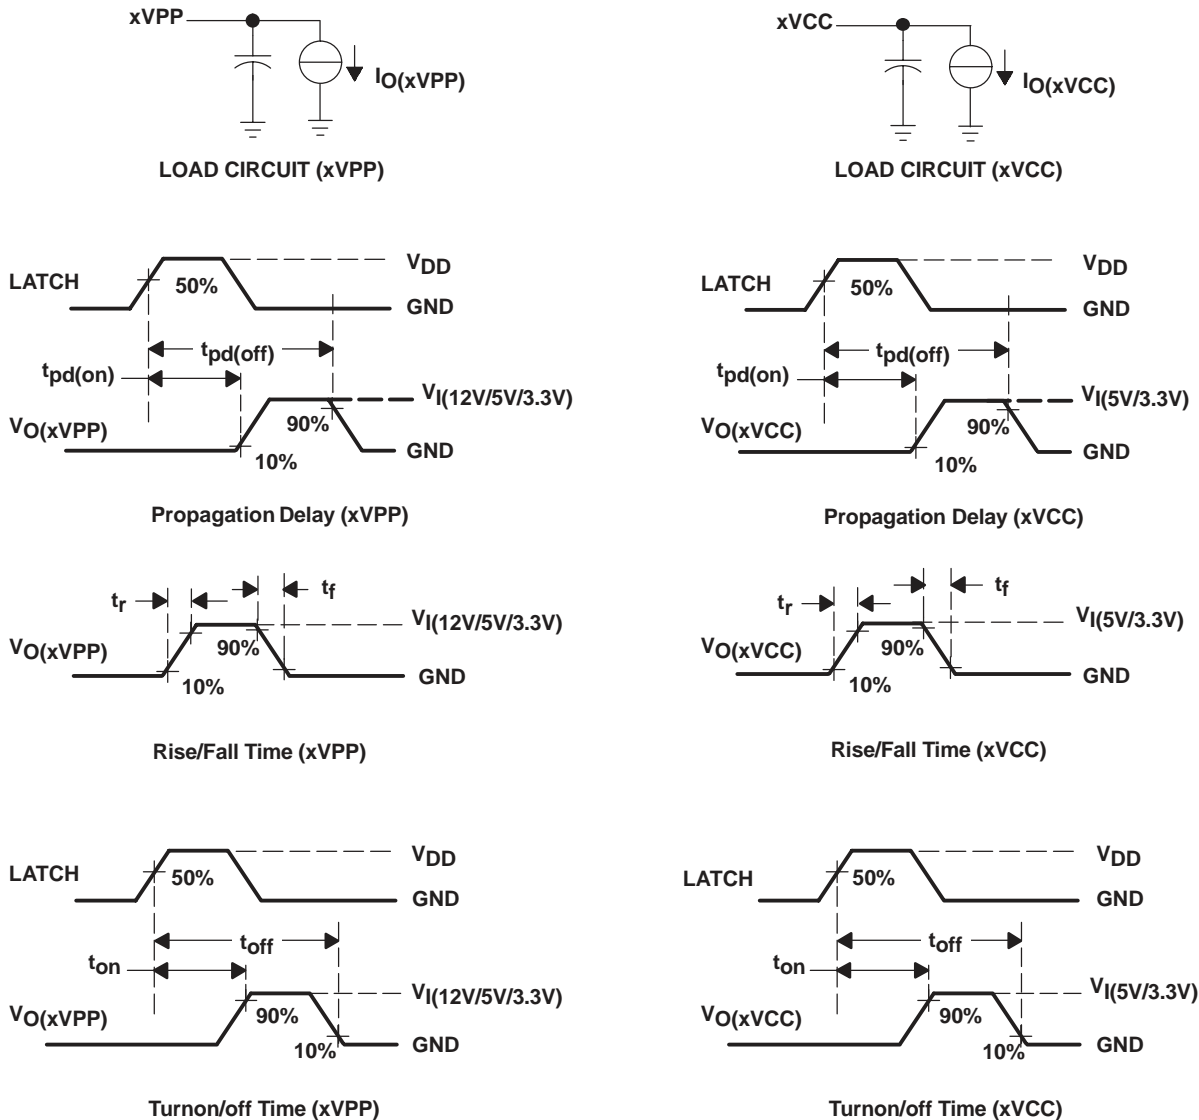 xVPP
IO(xVPP)
LOAD CIRCUIT (xVPP)
xVCC
IO(xVCC)
LOAD CIRCUIT (xVCC)
LATCH
50%
VDD
GND
tpd(off)
tpd(on)
VI(12V/5V/3.3V)
VO(xVPP)
90%
10%
GND
Propagation Delay (xVPP)
LATCH
50%
VDD
GND
tpd(off)
tpd(on)
VI(5V/3.3V)
VO(xVCC)
90%
10%
GND
Propagation Delay (xVCC)
tr
tf
VI(12V/5V/3.3V)
VO(xVPP)
90%
10%
GND
Rise/Fall Time (xVPP)
tr
tf
VI(5V/3.3V)
VO(xVCC)
90%
10%
GND
Rise/Fall Time (xVCC)
LATCH
50%
VDD
GND
toff
ton
VI(12V/5V/3.3V)
VO(xVPP)
90%
10%
GND
Turnon/off Time (xVPP)
LATCH
50%
VDD
GND
toff
ton
VI(5V/3.3V)
VO(xVCC)
90%
10%
GND
Turnon/off Time (xVCC)